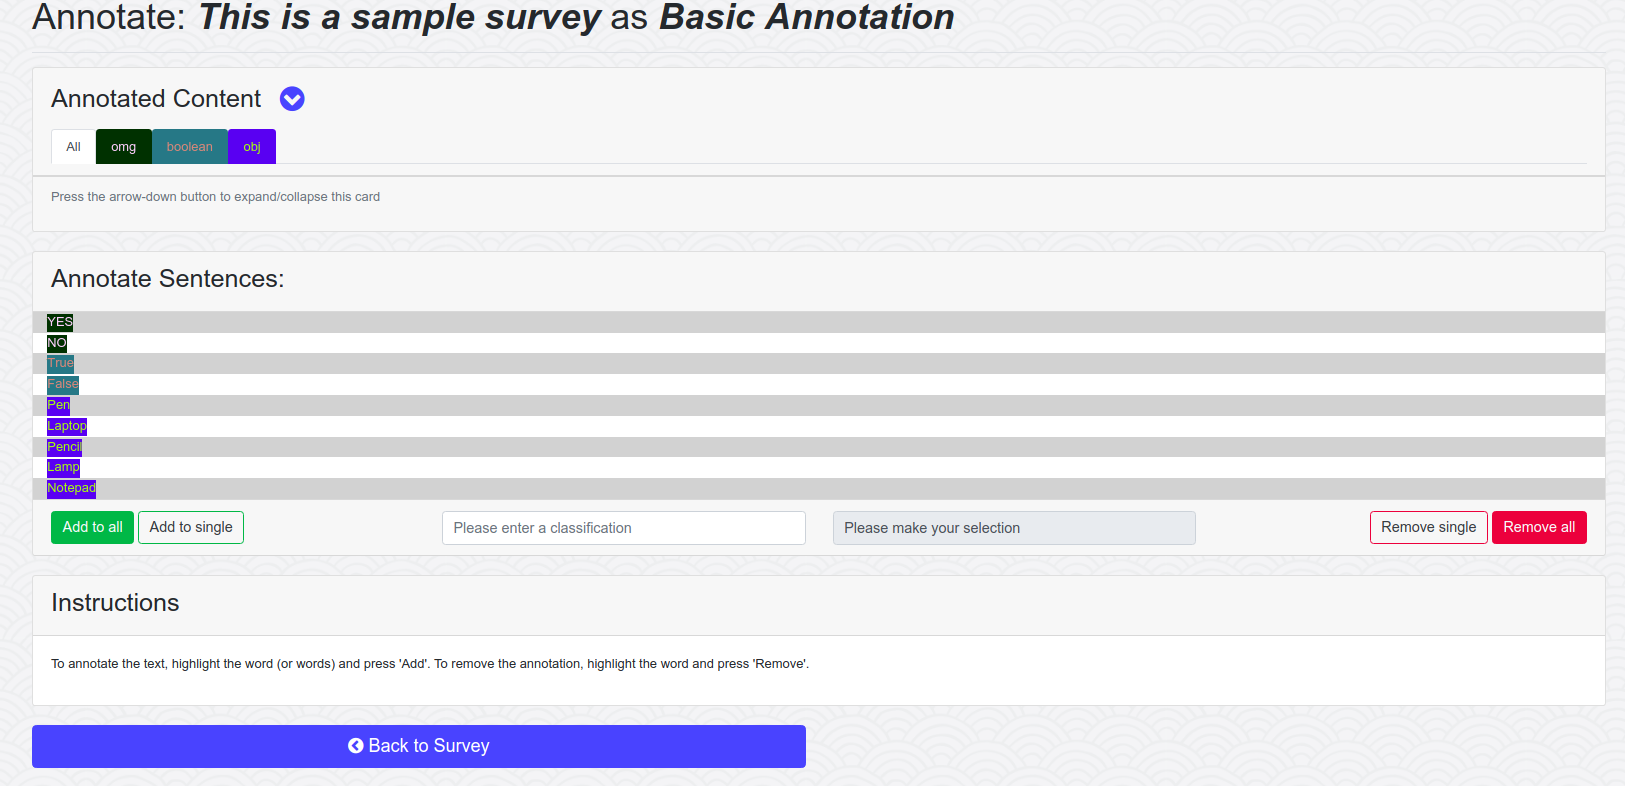 Annotate: This is a sample survey as Basic Annotation
Annotated Content
All omg boolean obj
Press the arrow-down button to expand/collapse this card
Annotate Sentences:
YES
NO
True
False
Pen
Laptop
Pencil
Lamp
Notepad
Add to all Add to single Please enter a classification Please make your selection Remove single Remove all
Instructions
To annotate the text, highlight the word (or words) and press 'Add'. To remove the annotation, highlight the word and press 'Remove'.
Back to Survey